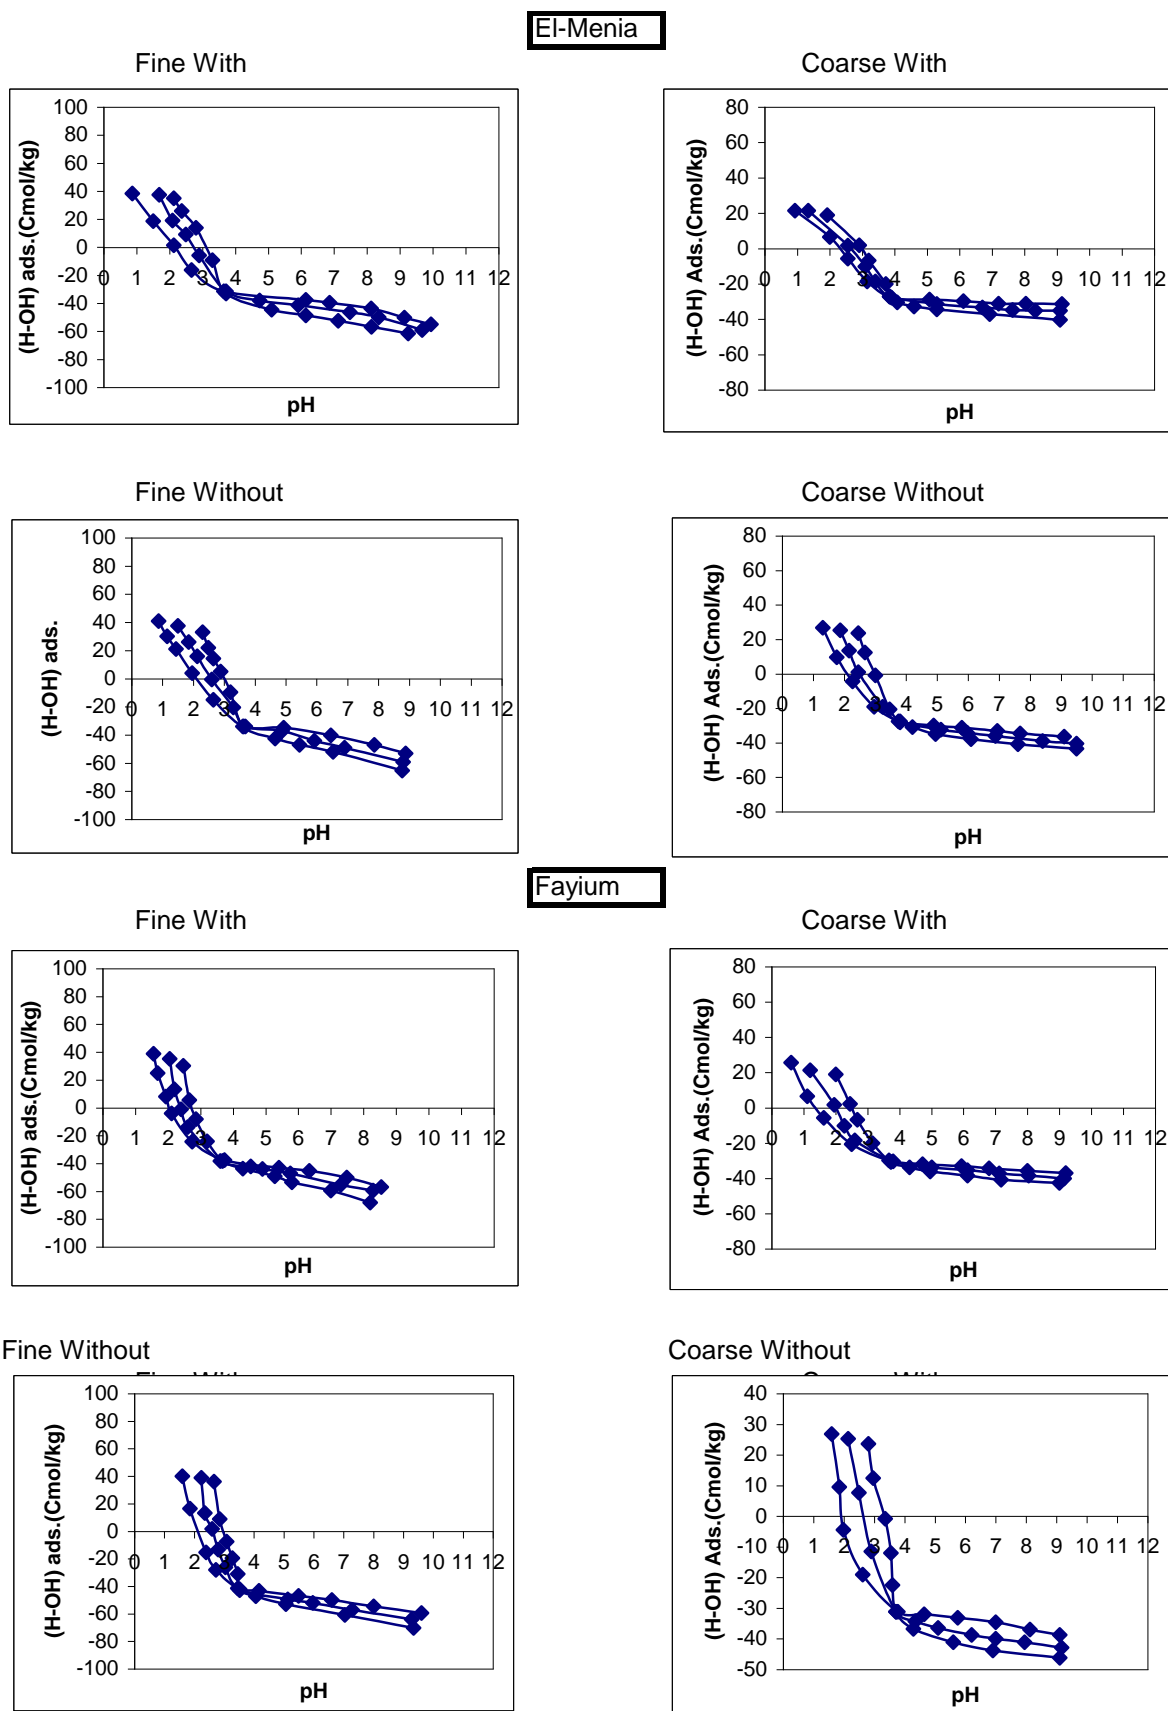 El-Menia
Fine With
Coarse With
(H-OH) ads.(Cmol/kg)
100
80
60
40
20
0
-20
-40
-60
-80
-100
0 1 2 3 4 5 6 7 8 9 10 11 12
pH
(H-OH) Ads.(Cmol/kg)
80
60
40
20
0
-20
-40
-60
-80
0 1 2 3 4 5 6 7 8 9 10 11 12
pH
Fine Without
Coarse Without
(H-OH) ads.
100
80
60
40
20
0
-20
-40
-60
-80
-100
0 1 2 3 4 5 6 7 8 9 10 11 12
pH
(H-OH) Ads.(Cmol/kg)
80
60
40
20
0
-20
-40
-60
-80
0 1 2 3 4 5 6 7 8 9 10 11 12
pH
Fayium
Fine With
Coarse With
(H-OH) ads.(Cmol/kg)
100
80
60
40
20
0
-20
-40
-60
-80
-100
0 1 2 3 4 5 6 7 8 9 10 11 12
pH
(H-OH) Ads.(Cmol/kg)
80
60
40
20
0
-20
-40
-60
-80
0 1 2 3 4 5 6 7 8 9 10 11 12
pH
Fine Without
Coarse Without
Fine With
Coarse With
(H-OH) ads.(Cmol/kg)
100
80
60
40
20
0
-20
-40
-60
-80
-100
0 1 2 3 4 5 6 7 8 9 10 11 12
pH
(H-OH) Ads.(Cmol/kg)
40
30
20
10
0
-10
-20
-30
-40
-50
0 1 2 3 4 5 6 7 8 9 10 11 12
pH